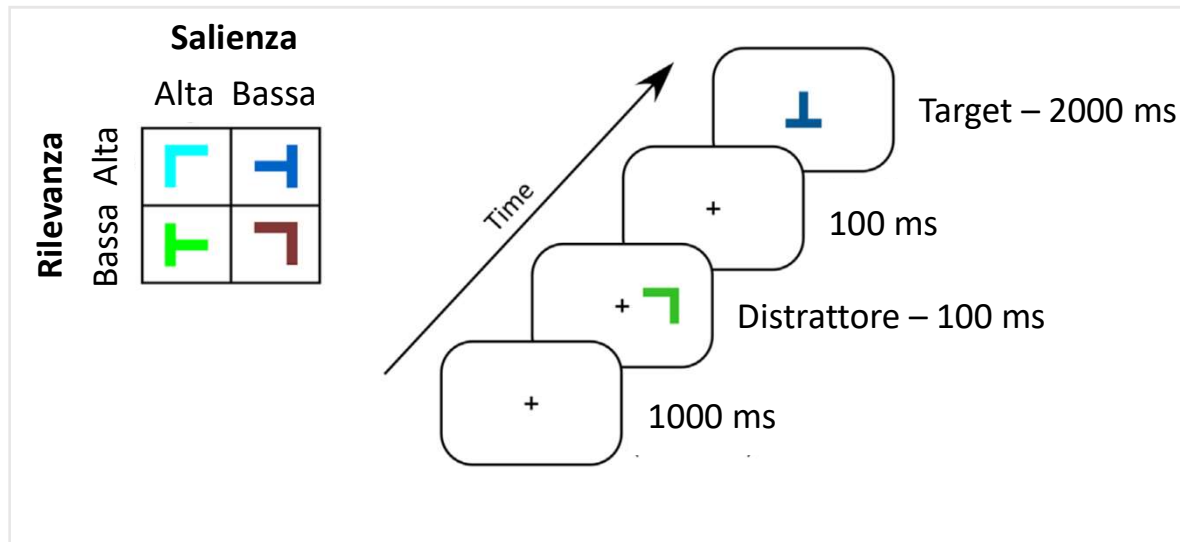 Salienza
Alta Bassa
Rilevanza
Alta
Bassa
Time
Target – 2000 ms
100 ms
Distrattore – 100 ms
1000 ms